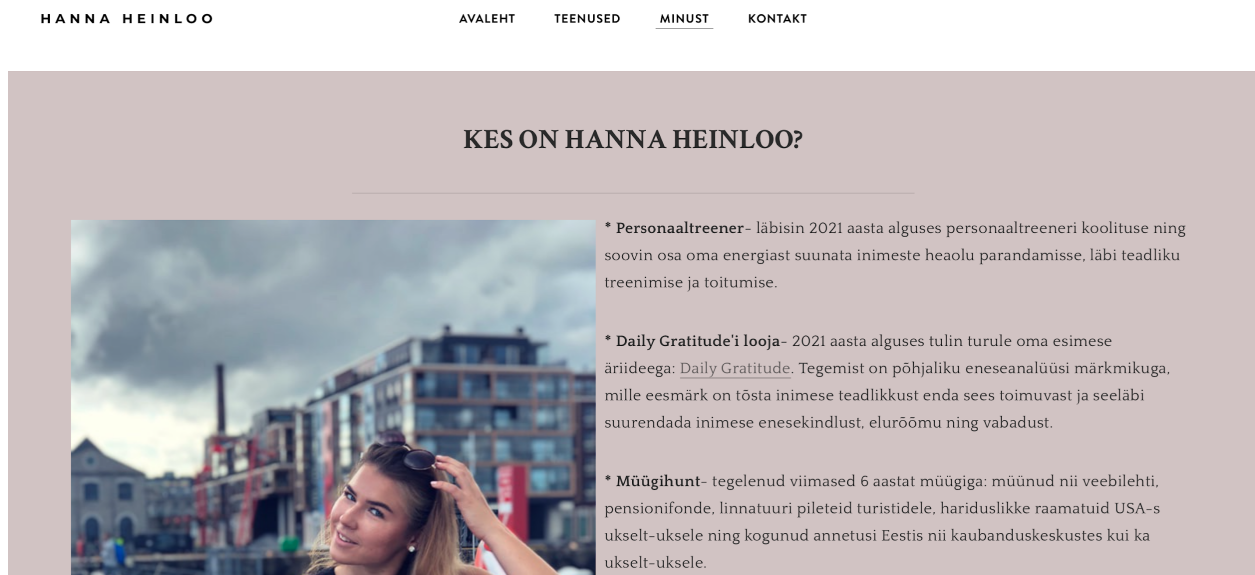 HANNA HEINLOO
AVALEHT TEENUSED MINUST KONTAKT
KES ON HANNA HEINLOO?
* Personaaltreener- läbisin 2021 aasta alguses personaaltreeneri koolituse ning
soovin osa oma energiast suunata inimeste heaolu parandamisse, läbi teadliku
treenimise ja toitumise.
* Daily Gratitude'i looja- 2021 aasta alguses tulin turule oma esimese
äriideega: Daily Gratitude. Tegemist on põhjaliku eneseanalüüsi märkmikuga,
mille eesmärk on tõsta inimese teadlikkust enda sees toimuvast ja seeläbi
suurendada inimese enesekindlust, elurõõmu ning vabadust.
* Müügihunt- tegelenud viimased 6 aastat müügiga: müünud nii veebilehti,
pensionifonde, linnatuuri pileteid turistidele, hariduslikke raamatuid USA-s
ukselt-uksele ning kogunud annetusi Eestis nii kaubanduskeskustes kui ka
ukselt-uksele.